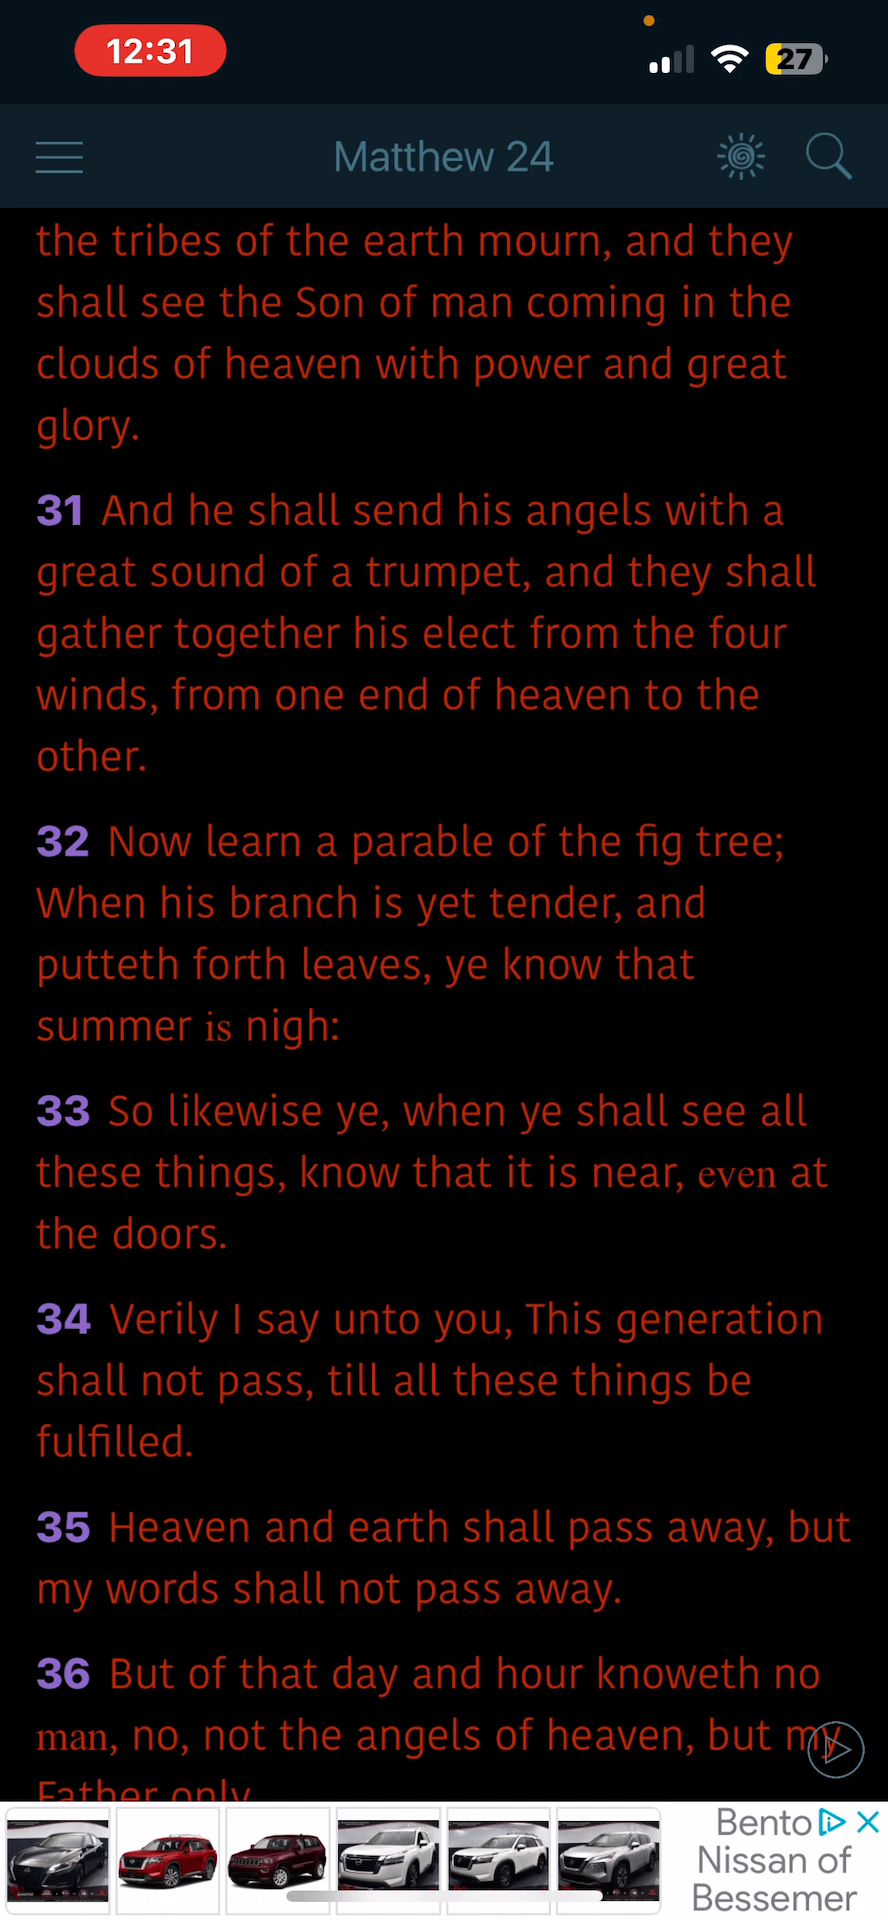 12:31
27
Matthew 24
the tribes of the earth mourn, and they
shall see the Son of man coming in the
clouds of heaven with power and great
glory.
31 And he shall send his angels with a
great sound of a trumpet, and they shall
gather together his elect from the four
winds, from one end of heaven to the
other.
32 Now learn a parable of the fig tree;
When his branch is yet tender, and
putteth forth leaves, ye know that
summer is nigh:
33 So likewise ye, when ye shall see all
these things, know that it is near, even at
the doors.
34 Verily I say unto you, This generation
shall not pass, till all these things be
fulfilled.
35 Heaven and earth shall pass away, but
my words shall not pass away.
36 But of that day and hour knoweth no
man, no, not the angels of heaven, but my
Father only
Bento
Nissan of
Bessemer